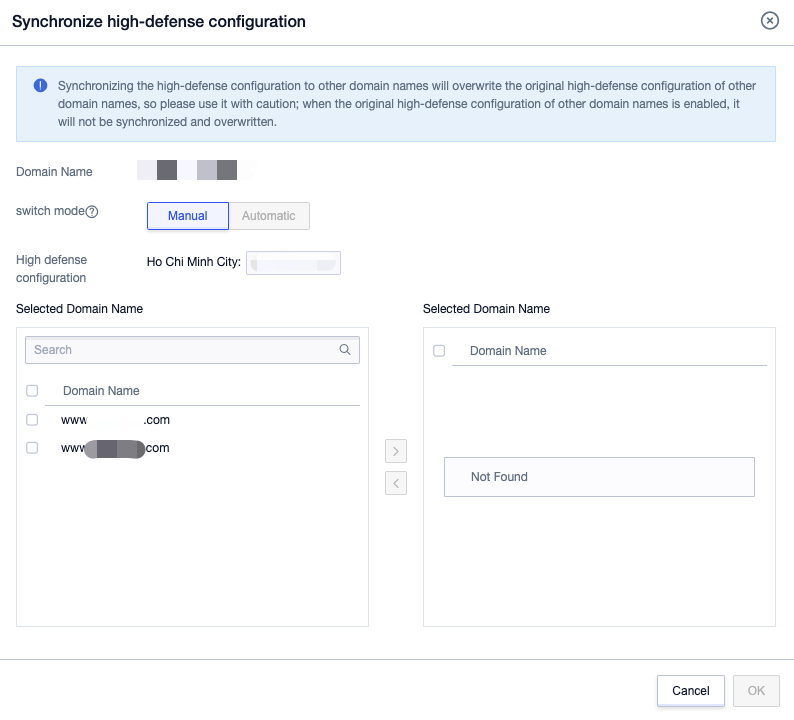 Synchronize high-defense configuration
Synchronizing the high-defense configuration to other domain names will overwrite the original high-defense configuration of other
domain names, so please use it with caution; when the original high-defense configuration of other domain names is enabled, it
will not be synchronized and overwritten.
Domain Name
switch mode
Manual
Automatic
High defense
configuration
Ho Chi Minh City:
Selected Domain Name
Selected Domain Name
Search
Domain Name
www .com
www com
Domain Name
Not Found
Cancel
OK